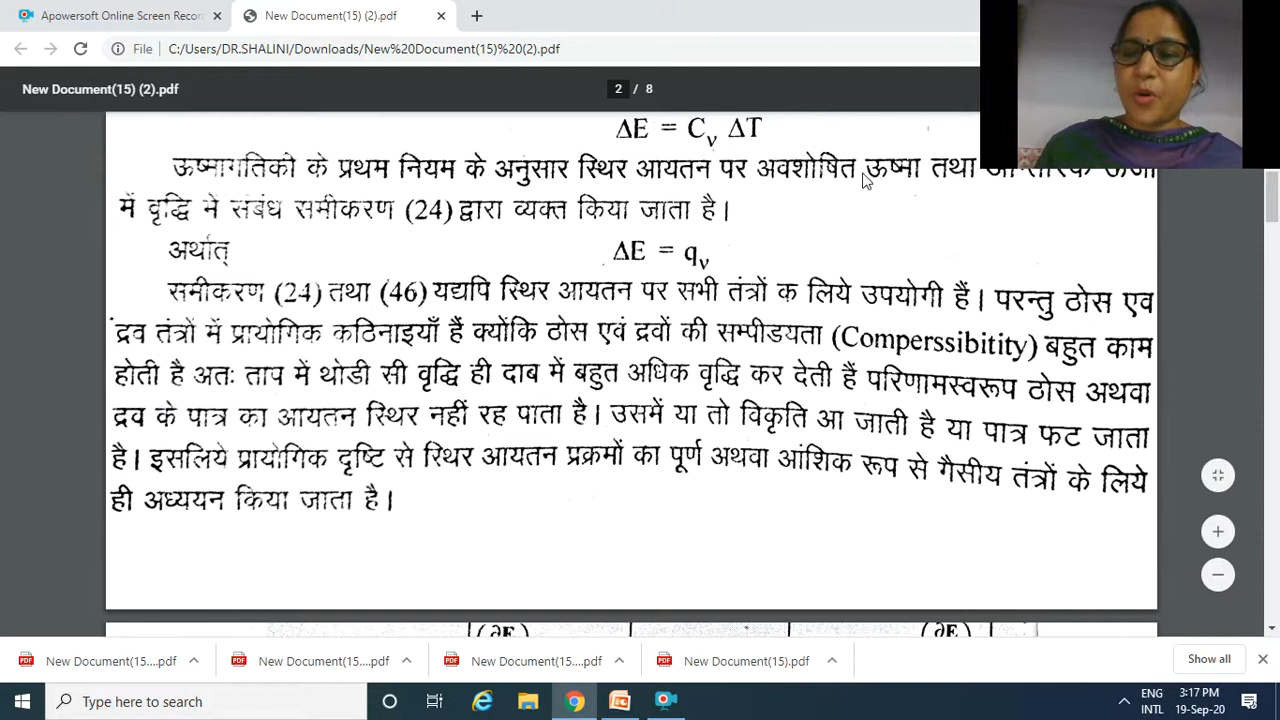 Apowersoft Online Screen Recor
New Document(15) (2).pdf
File
C:/Users/DR.SHALINI/Downloads/New%20Document(15)%20(2).pdf
New Document(15) (2).pdf
2 / 8
ΔE = Cᵥ ΔT
ऊष्मागतिकी के प्रथम नियम के अनुसार स्थिर आयतन पर अवशोषित ऊष्मा तथा
में वृद्धि मे संबंध समीकरण (24) द्वारा व्यक्त किया जाता है।
अर्थात् ΔE = qᵥ
समीकरण (24) तथा (46) यद्यपि स्थिर आयतन पर सभी तंत्रों क लिये उपयोगी हैं। परन्तु ठोस एव
द्रव तंत्रों में प्रायोगिक कठिनाइयाँ हैं क्योंकि ठोस एवं द्रवों की सम्पीडयता (Comperssibitity) बहुत काम
होती है अतः ताप में थोडी सी वृद्धि ही दाब में बहुत अधिक वृद्धि कर देती हैं परिणामस्वरूप ठोस अथवा
द्रव के पात्र का आयतन स्थिर नहीं रह पाता है। उसमें या तो विकृति आ जाती है या पात्र फट जाता
है। इसलिये प्रायोगिक दृष्टि से स्थिर आयतन प्रक्रमों का पूर्ण अथवा आंशिक रूप से गैसीय तंत्रों के लिये
ही अध्ययन किया जाता है।
(∂E) (∂E)
New Document(15....pdf
New Document(15....pdf
New Document(15....pdf
New Document(15).pdf
Show all
Type here to search
ENG
INTL
3:17 PM
19-Sep-20